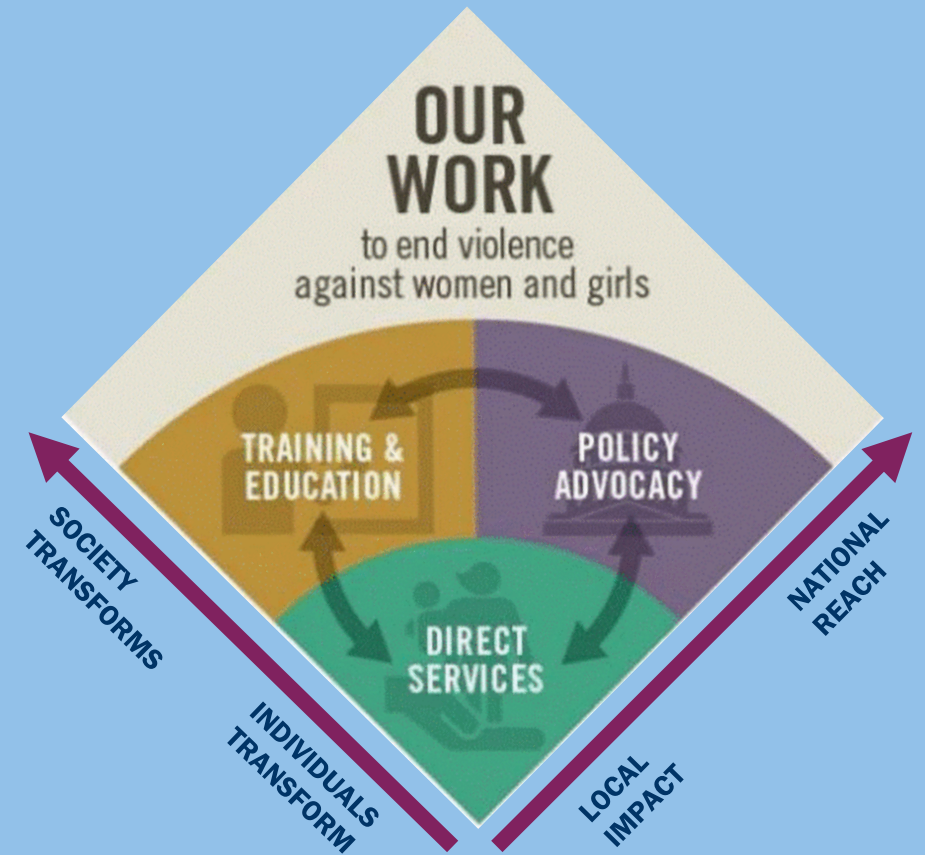 OUR
WORK
to end violence
against women and girls
TRAINING &
EDUCATION
POLICY
ADVOCACY
DIRECT
SERVICES
SOCIETY
TRANSFORMS
INDIVIDUALS
TRANSFORM
NATIONAL
REACH
LOCAL
IMPACT